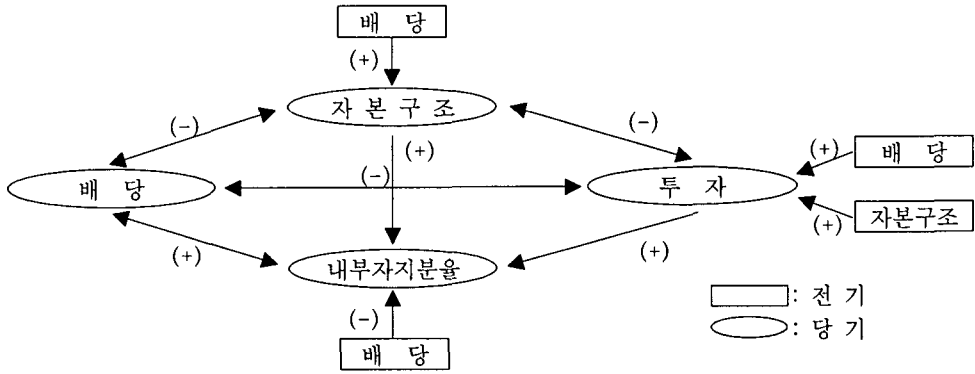 배 당
(+)
자 본 구 조
(-)
(-)
(+)
(+)
배 당
배 당
(-)
투 자
(+)
자본구조
(+)
내부자지분율
(+)
(-)
배 당
: 전 기
: 당 기